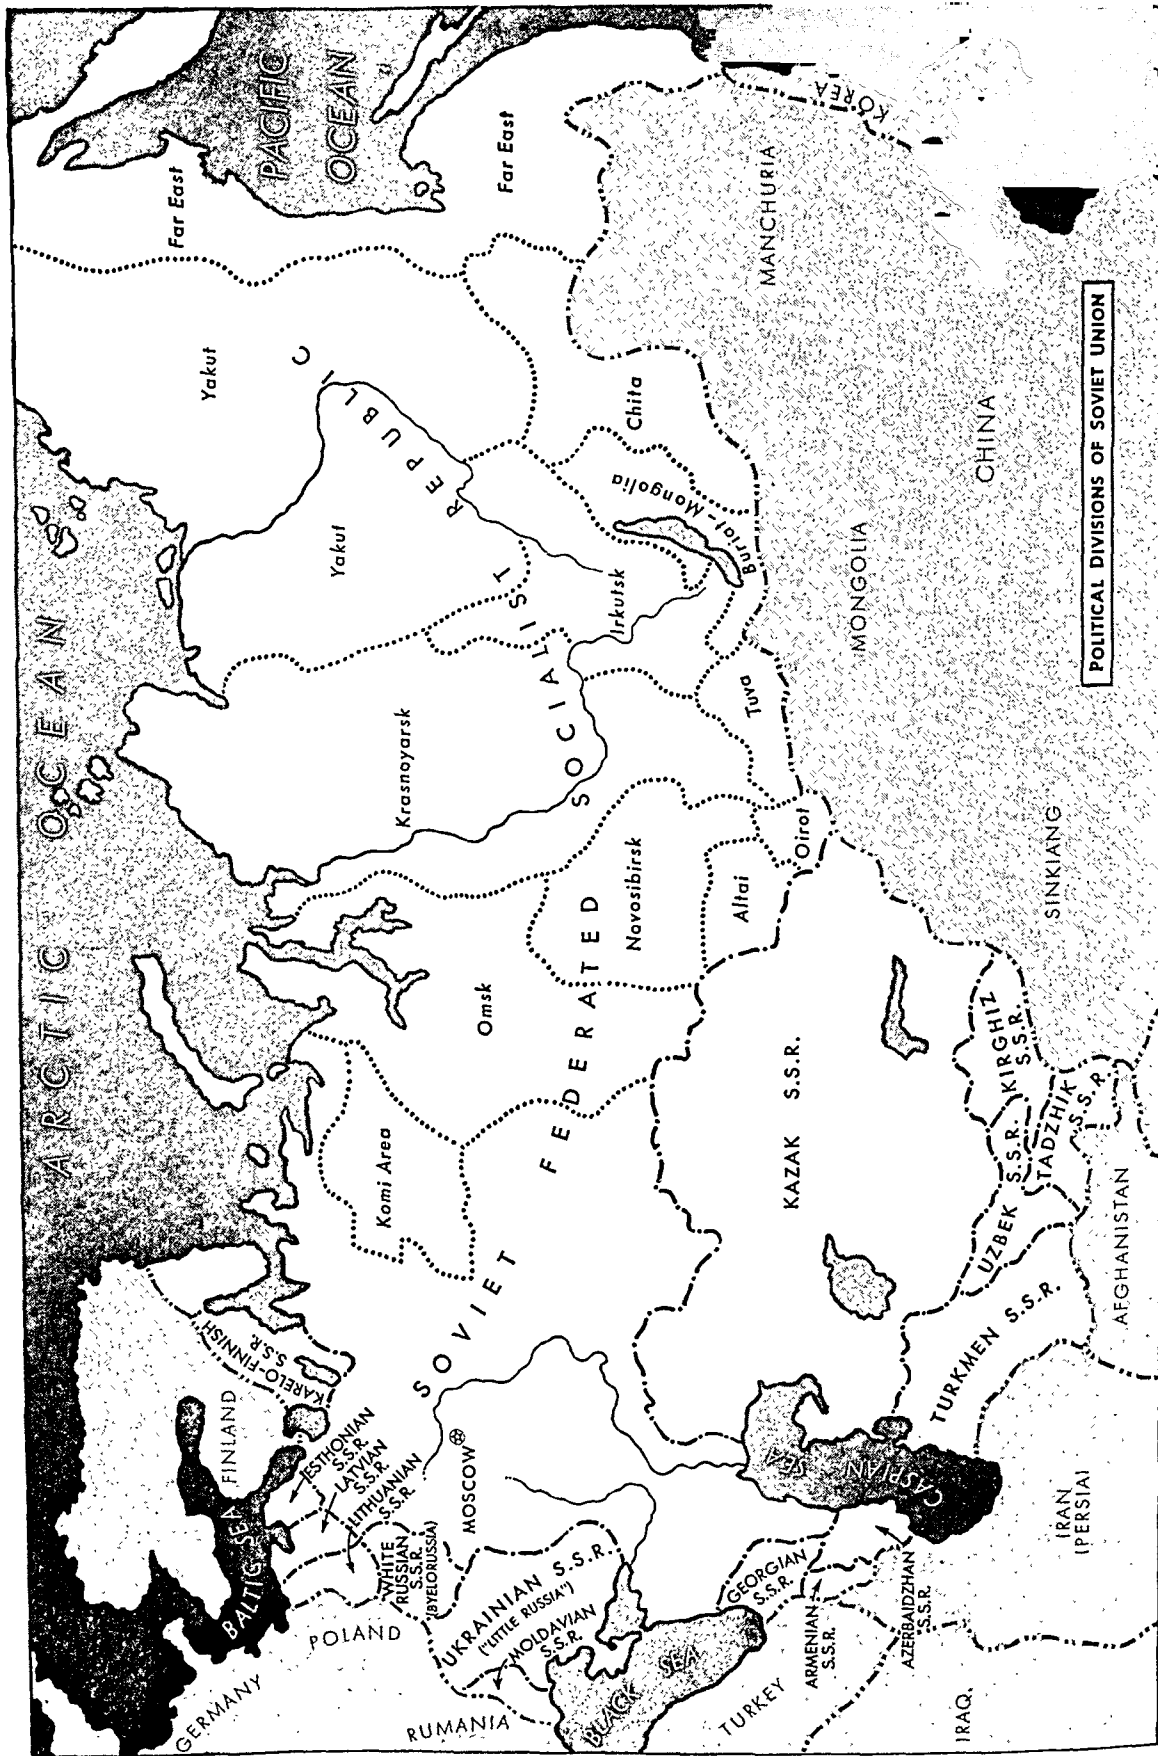 ARCTIC OCEAN
PACIFIC
OCEAN
Far East
Far East
Yakut
Yakut
Krasnoyarsk
Omsk
Komi Area
Novosibirsk
Altai
Oirot
Tuva
Irkutsk
Buriat-Mongolia
Chita
SOVIET FEDERATED SOCIALIST REPUBLIC
KARELO-FINNISH
S.S.R.
FINLAND
BALTIC SEA
ESTHONIAN
S.S.R.
LATVIAN
S.S.R.
LITHUANIAN
S.S.R.
WHITE
RUSSIAN
S.S.R.
(BYELORUSSIA)
MOSCOW
POLAND
GERMANY
RUMANIA
UKRAINIAN S.S.R.
("LITTLE RUSSIA")
MOLDAVIAN
S.S.R.
BLACK SEA
TURKEY
GEORGIAN
S.S.R.
ARMENIAN
S.S.R.
AZERBAIDZHAN
S.S.R.
IRAQ.
IRAN
(PERSIA)
CASPIAN
SEA
KAZAK S.S.R.
TURKMEN S.S.R.
UZBEK S.S.R.
TADZHIK
S.S.R.
KIRGHIZ
S.S.R.
AFGHANISTAN
SINKIANG
MONGOLIA
CHINA
MANCHURIA
KOREA
POLITICAL DIVISIONS OF SOVIET UNION